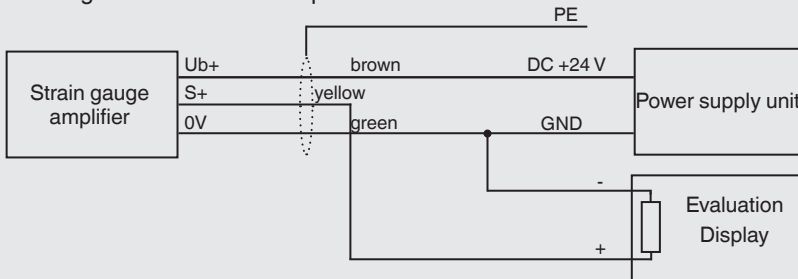 PE
Ub+ brown DC +24 V
Strain gauge
amplifier
S+ yellow
Power supply unit
0V green GND
-
Evaluation
Display
+